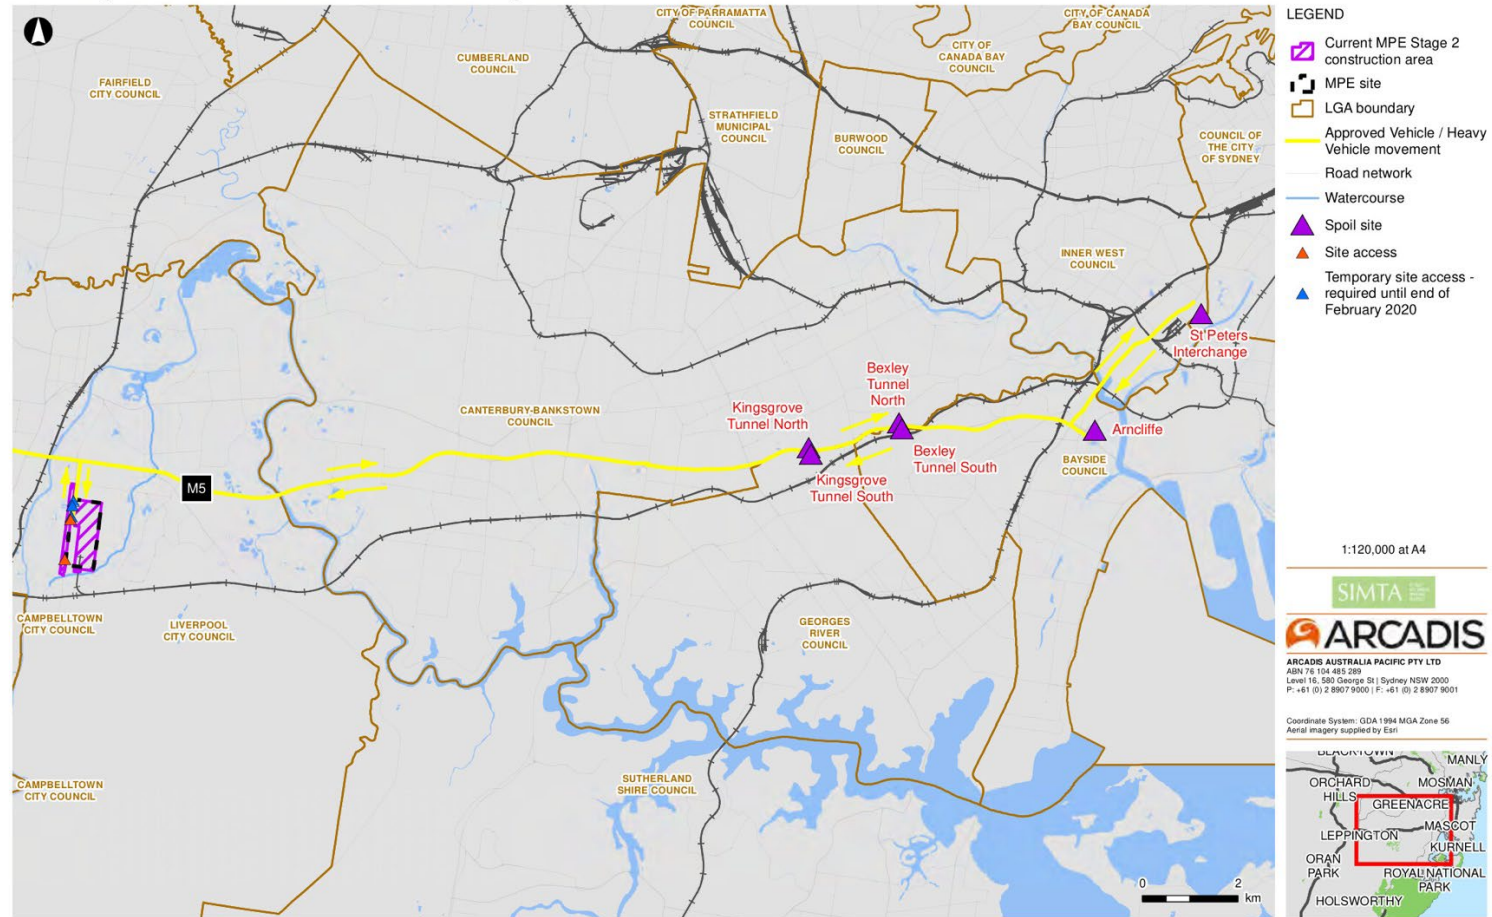 CITY OF PARRAMATTA
COUNCIL
CITY OF CANADA
BAY COUNCIL
CUMBERLAND
COUNCIL
CITY OF
CANADA BAY
COUNCIL
FAIRFIELD
CITY COUNCIL
STRATHFIELD
MUNICIPAL
COUNCIL
BURWOOD
COUNCIL
COUNCIL OF
THE CITY
OF SYDNEY
INNER WEST
COUNCIL
St Peters
Interchange
Bexley
Tunnel
North
Kingsgrove
Tunnel North
CANTERBURY-BANKSTOWN
COUNCIL
Arncliffe
Bexley
Tunnel South
BAYSIDE
COUNCIL
Kingsgrove
Tunnel South
M5
CAMPBELLTOWN
CITY COUNCIL
LIVERPOOL
CITY COUNCIL
GEORGES
RIVER
COUNCIL
CAMPBELLTOWN
CITY COUNCIL
SUTHERLAND
SHIRE COUNCIL
0 2
km
LEGEND
Current MPE Stage 2
construction area
MPE site
LGA boundary
Approved Vehicle / Heavy
Vehicle movement
Road network
Watercourse
Spoil site
Site access
Temporary site access -
required until end of
February 2020
1:120,000 at A4
SIMTA
ARCADIS
ARCADIS AUSTRALIA PACIFIC PTY LTD
ABN 76 104 485 289
Level 16, 580 George St | Sydney NSW 2000
P: +61 (0) 2 8907 9000 | F: +61 (0) 2 8907 9001
Coordinate System: GDA 1994 MGA Zone 56
Aerial imagery supplied by Esri
BLACKTOWN
MANLY
ORCHARD
HILLS
MOSMAN
GREENACRE
MASCOT
LEPPINGTON
KURNELL
ORAN
PARK
ROYAL NATIONAL
PARK
HOLSWORTHY